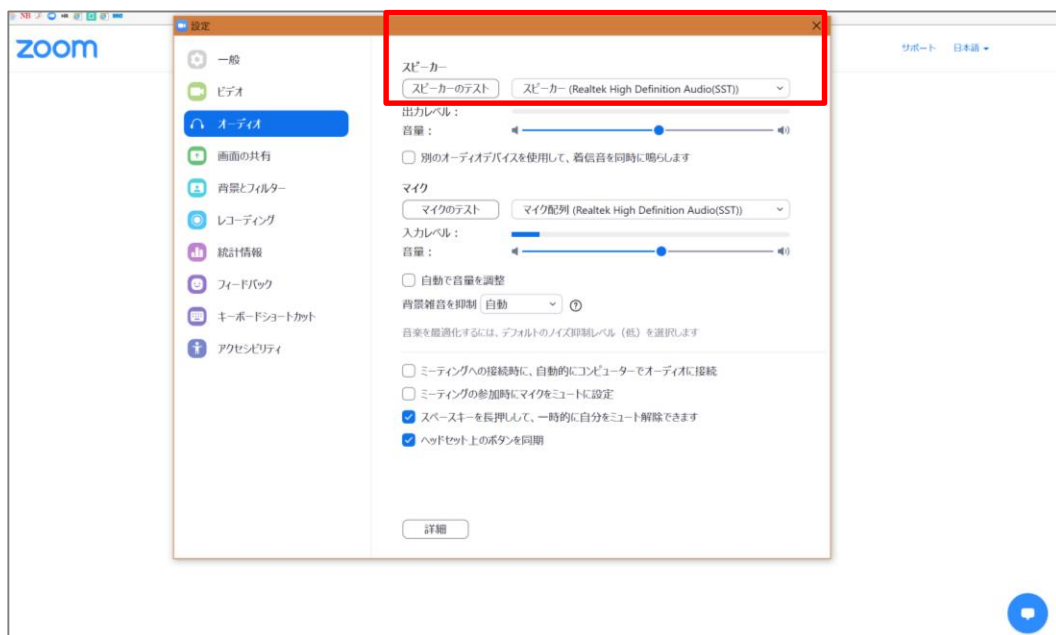 NB
設定
zoom
サポート 日本語
一般
ビデオ
オーディオ
画面の共有
背景とフィルター
レコーディング
統計情報
フィードバック
キーボードショートカット
アクセシビリティ
スピーカー
スピーカーのテスト スピーカー (Realtek High Definition Audio(SST))
出力レベル：
音量：
別のオーディオデバイスを使用して、着信音を同時に鳴らします
マイク
マイクのテスト マイク配列 (Realtek High Definition Audio(SST))
入力レベル：
音量：
自動で音量を調整
背景雑音を抑制 自動
音楽を最適化するには、デフォルトのノイズ抑制レベル（低）を選択します
ミーティングへの接続時に、自動的にコンピューターでオーディオに接続
ミーティングの参加時にマイクをミュートに設定
スペースキーを長押しして、一時的に自分をミュート解除できます
ヘッドセット上のボタンを同期
詳細